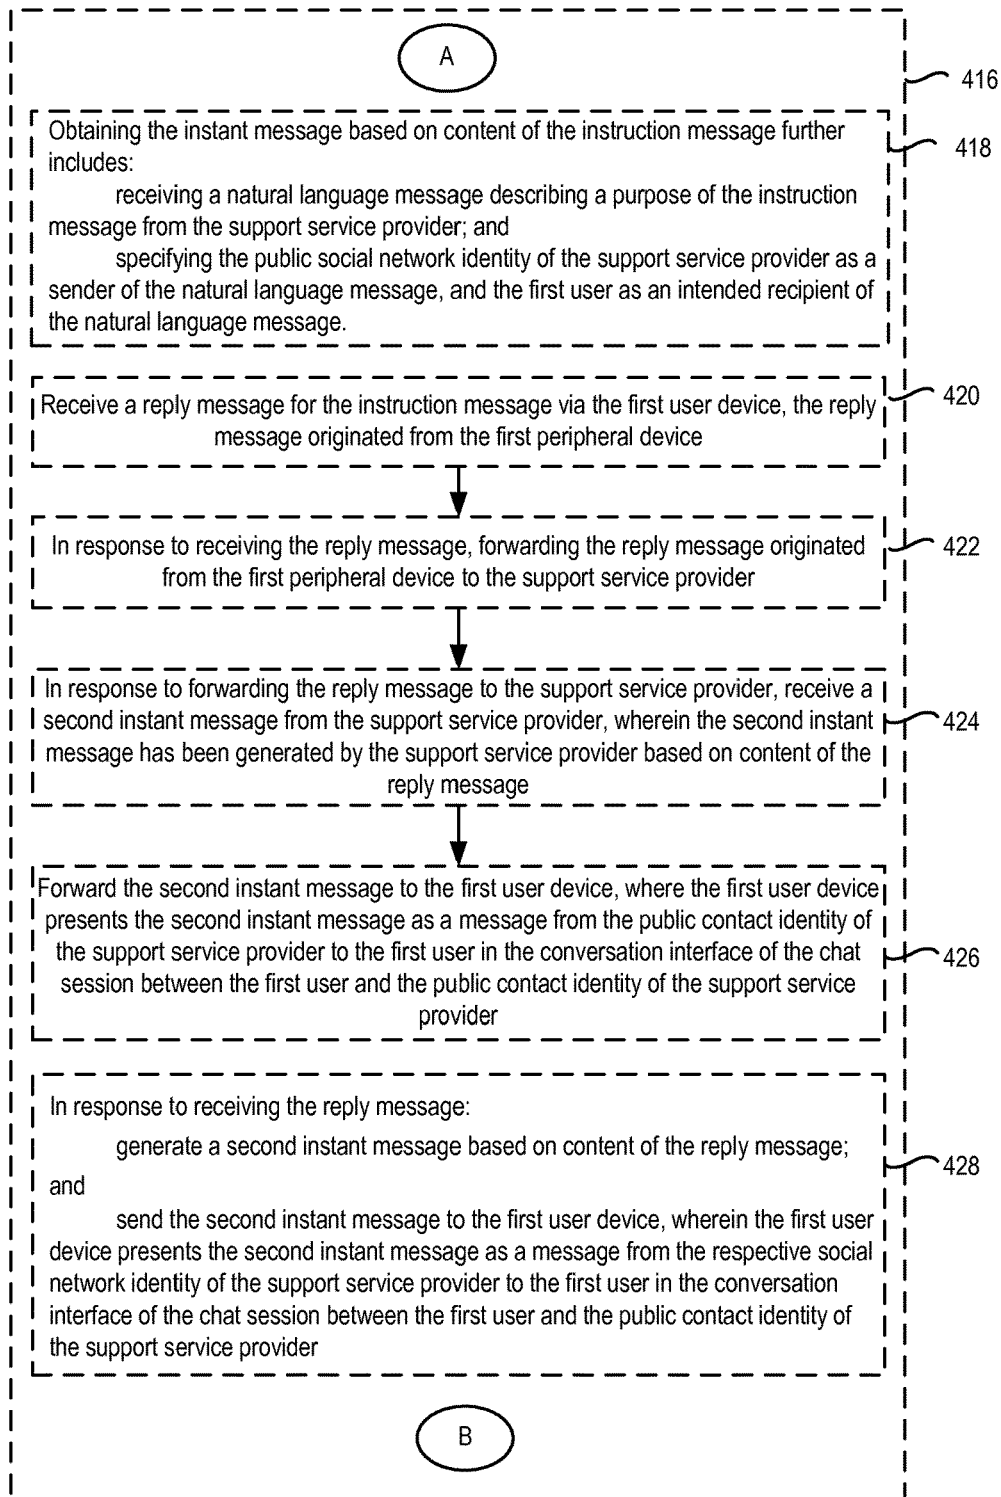 A
416
Obtaining the instant message based on content of the instruction message further
includes:
receiving a natural language message describing a purpose of the instruction
message from the support service provider; and
specifying the public social network identity of the support service provider as a
sender of the natural language message, and the first user as an intended recipient of
the natural language message.
418
Receive a reply message for the instruction message via the first user device, the reply
message originated from the first peripheral device
420
In response to receiving the reply message, forwarding the reply message originated
from the first peripheral device to the support service provider
422
In response to forwarding the reply message to the support service provider, receive a
second instant message from the support service provider, wherein the second instant
message has been generated by the support service provider based on content of the
reply message
424
Forward the second instant message to the first user device, where the first user device
presents the second instant message as a message from the public contact identity of
the support service provider to the first user in the conversation interface of the chat
session between the first user and the public contact identity of the support service
provider
426
In response to receiving the reply message:
generate a second instant message based on content of the reply message;
and
send the second instant message to the first user device, wherein the first user
device presents the second instant message as a message from the respective social
network identity of the support service provider to the first user in the conversation
interface of the chat session between the first user and the public contact identity of
the support service provider
428
B